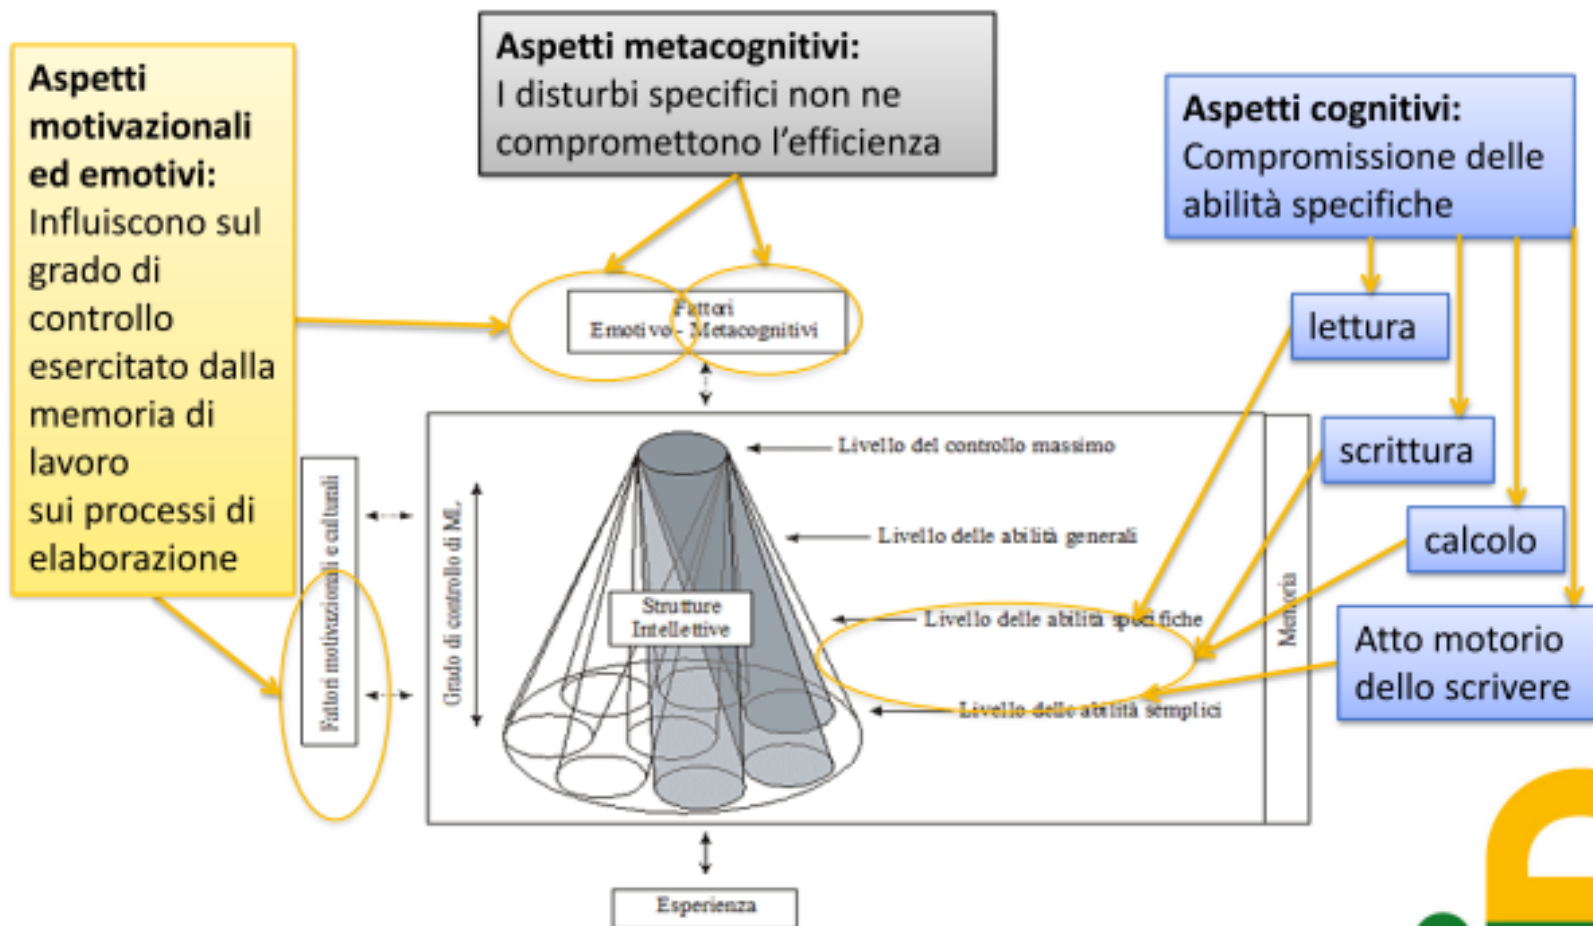 Aspetti
motivazionali
ed emotivi:
Influiscono sul
grado di
controllo
esercitato dalla
memoria di
lavoro
sui processi di
elaborazione
Aspetti metacognitivi:
I disturbi specifici non ne
compromettono l'efficienza
Aspetti cognitivi:
Compromissione delle
abilità specifiche
lettura
scrittura
calcolo
Atto motorio
dello scrivere
Fattori
Emotivo - Metacognitivi
Fattori motivazionali e culturali
Grado di controllo di ML
Livello del controllo massimo
Livello delle abilità generali
Livello delle abilità specifiche
Livello delle abilità semplici
Strutture
Intellettive
Memoria
Esperienza